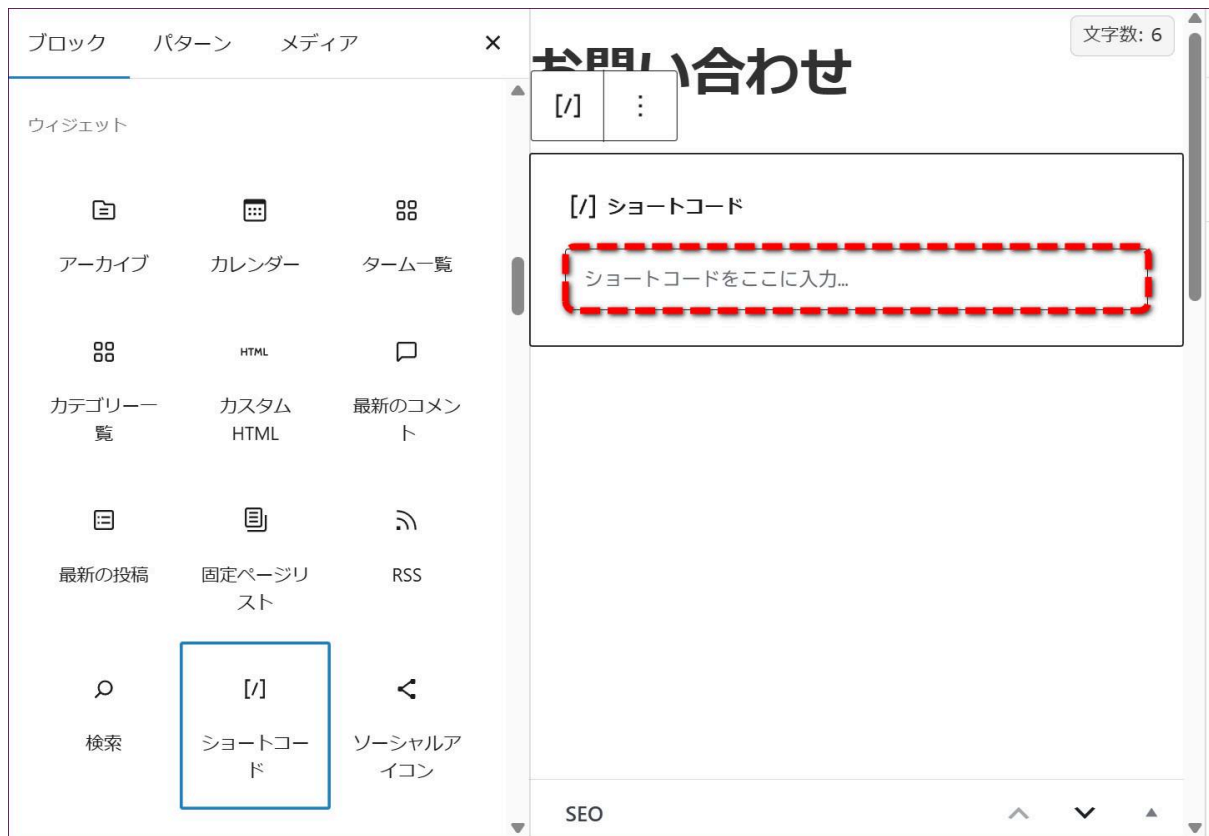 ブロック パターン メディア ×
文字数: 6
お問い合わせ
[/]
ウィジェット
[/] ショートコード
アーカイブ
カレンダー
ターム一覧
ショートコードをここに入力...
カテゴリー一
覧
HTML
カスタム
HTML
最新のコメン
ト
最新の投稿
固定ページリ
スト
RSS
検索
[/]
ショートコー
ド
ソーシャルア
イコン
SEO